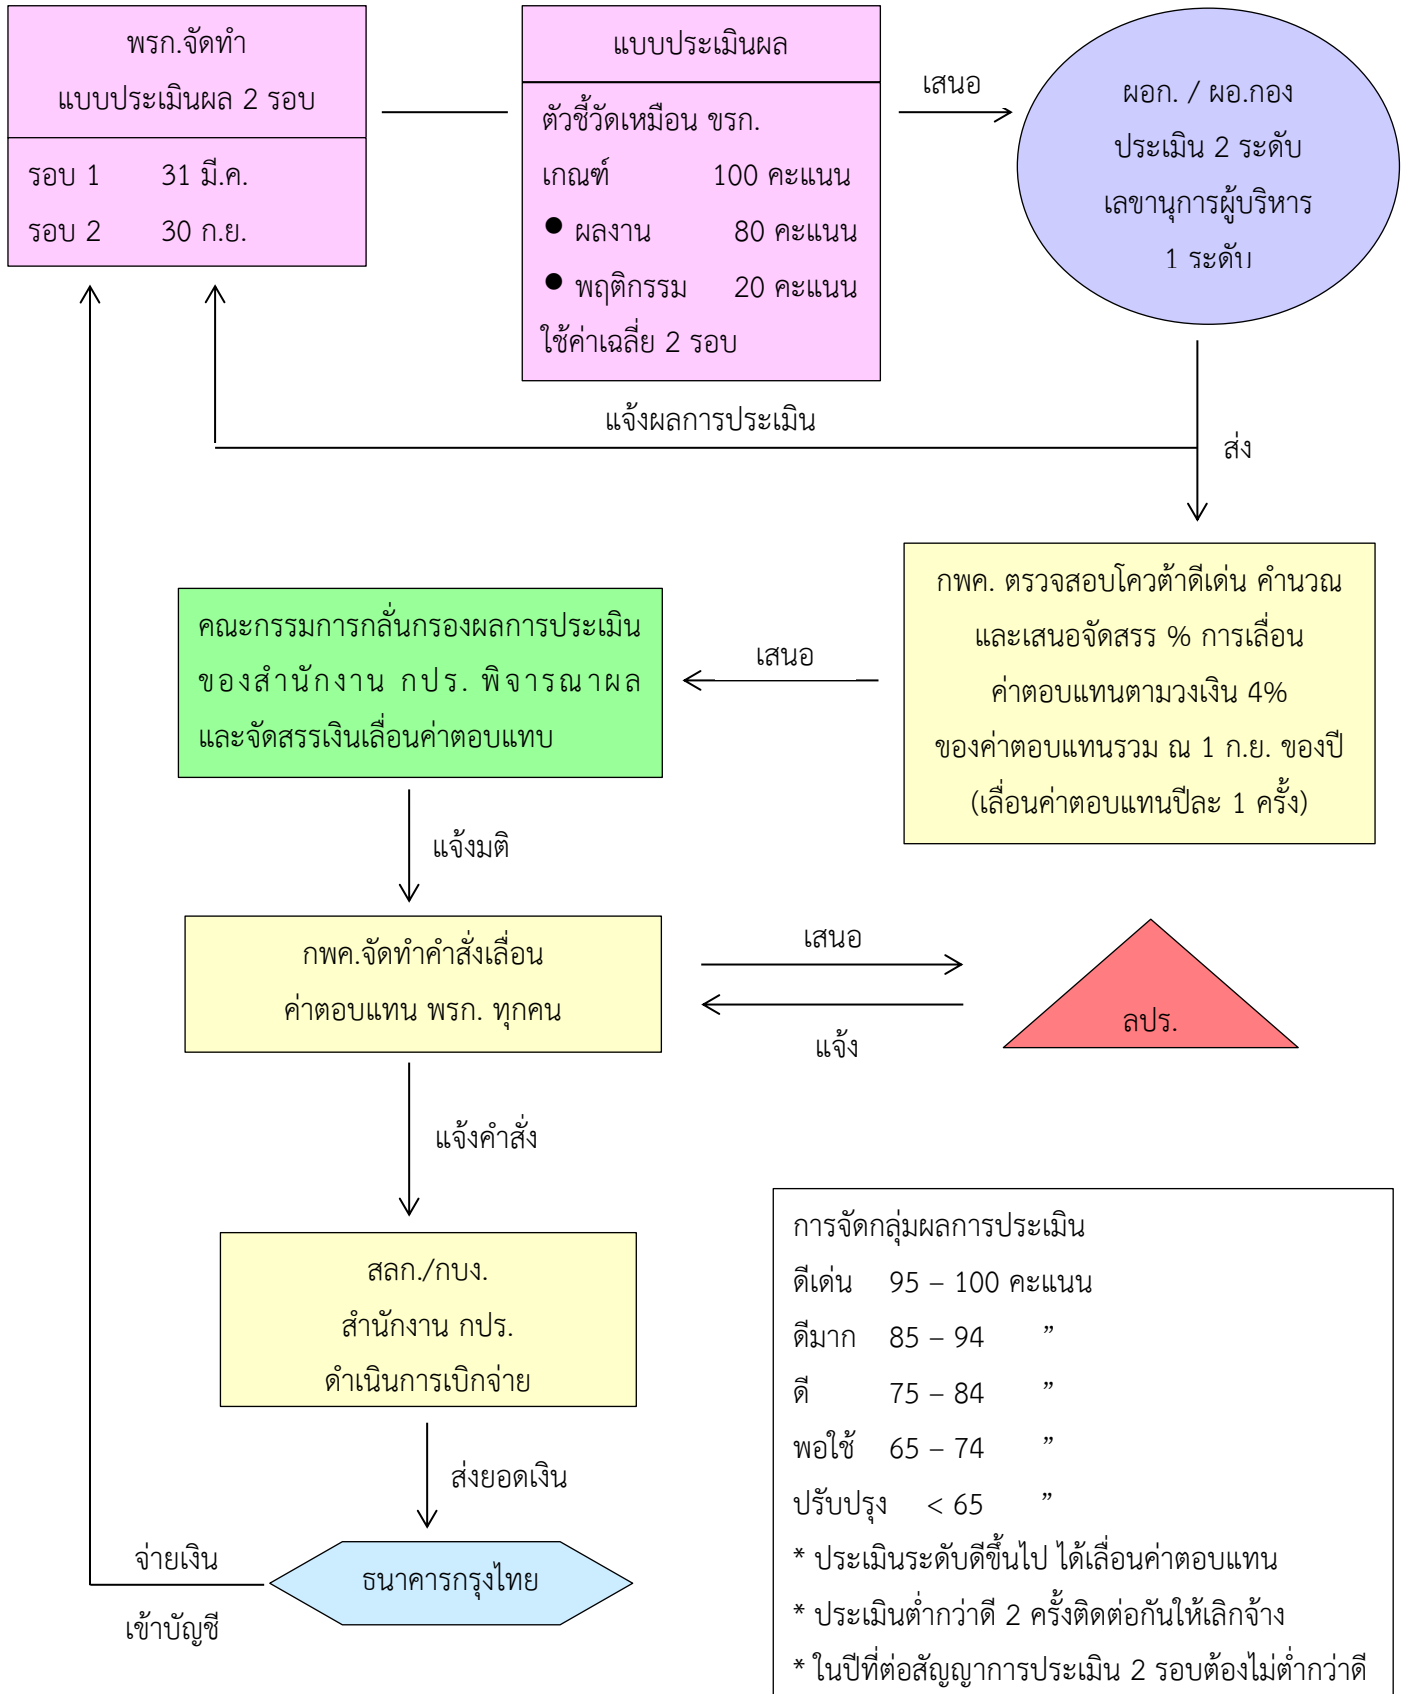 พรก.จัดทำ
แบบประเมินผล 2 รอบ
รอบ 1 31 มี.ค.
รอบ 2 30 ก.ย.
แบบประเมินผล
ตัวชี้วัดเหมือน ขรก.
เกณฑ์ 100 คะแนน
● ผลงาน 80 คะแนน
● พฤติกรรม 20 คะแนน
ใช้ค่าเฉลี่ย 2 รอบ
เสนอ
ผอก. / ผอ.กอง
ประเมิน 2 ระดับ
เลขานุการผู้บริหาร
1 ระดับ
แจ้งผลการประเมิน
ส่ง
กพค. ตรวจสอบโควต้าดีเด่น คำนวณ
และเสนอจัดสรร % การเลื่อน
ค่าตอบแทนตามวงเงิน 4%
ของค่าตอบแทนรวม ณ 1 ก.ย. ของปี
(เลื่อนค่าตอบแทนปีละ 1 ครั้ง)
เสนอ
คณะกรรมการกลั่นกรองผลการประเมิน
ของสำนักงาน กปร. พิจารณาผล
และจัดสรรเงินเลื่อนค่าตอบแทบ
แจ้งมติ
กพค.จัดทำคำสั่งเลื่อน
ค่าตอบแทน พรก. ทุกคน
เสนอ
แจ้ง
ลปร.
แจ้งคำสั่ง
สลก./กบง.
สำนักงาน กปร.
ดำเนินการเบิกจ่าย
ส่งยอดเงิน
ธนาคารกรุงไทย
จ่ายเงิน
เข้าบัญชี
การจัดกลุ่มผลการประเมิน
ดีเด่น 95 – 100 คะแนน
ดีมาก 85 – 94 ”
ดี 75 – 84 ”
พอใช้ 65 – 74 ”
ปรับปรุง < 65 ”
* ประเมินระดับดีขึ้นไป ได้เลื่อนค่าตอบแทน
* ประเมินต่ำกว่าดี 2 ครั้งติดต่อกันให้เลิกจ้าง
* ในปีที่ต่อสัญญาการประเมิน 2 รอบต้องไม่ต่ำกว่าดี